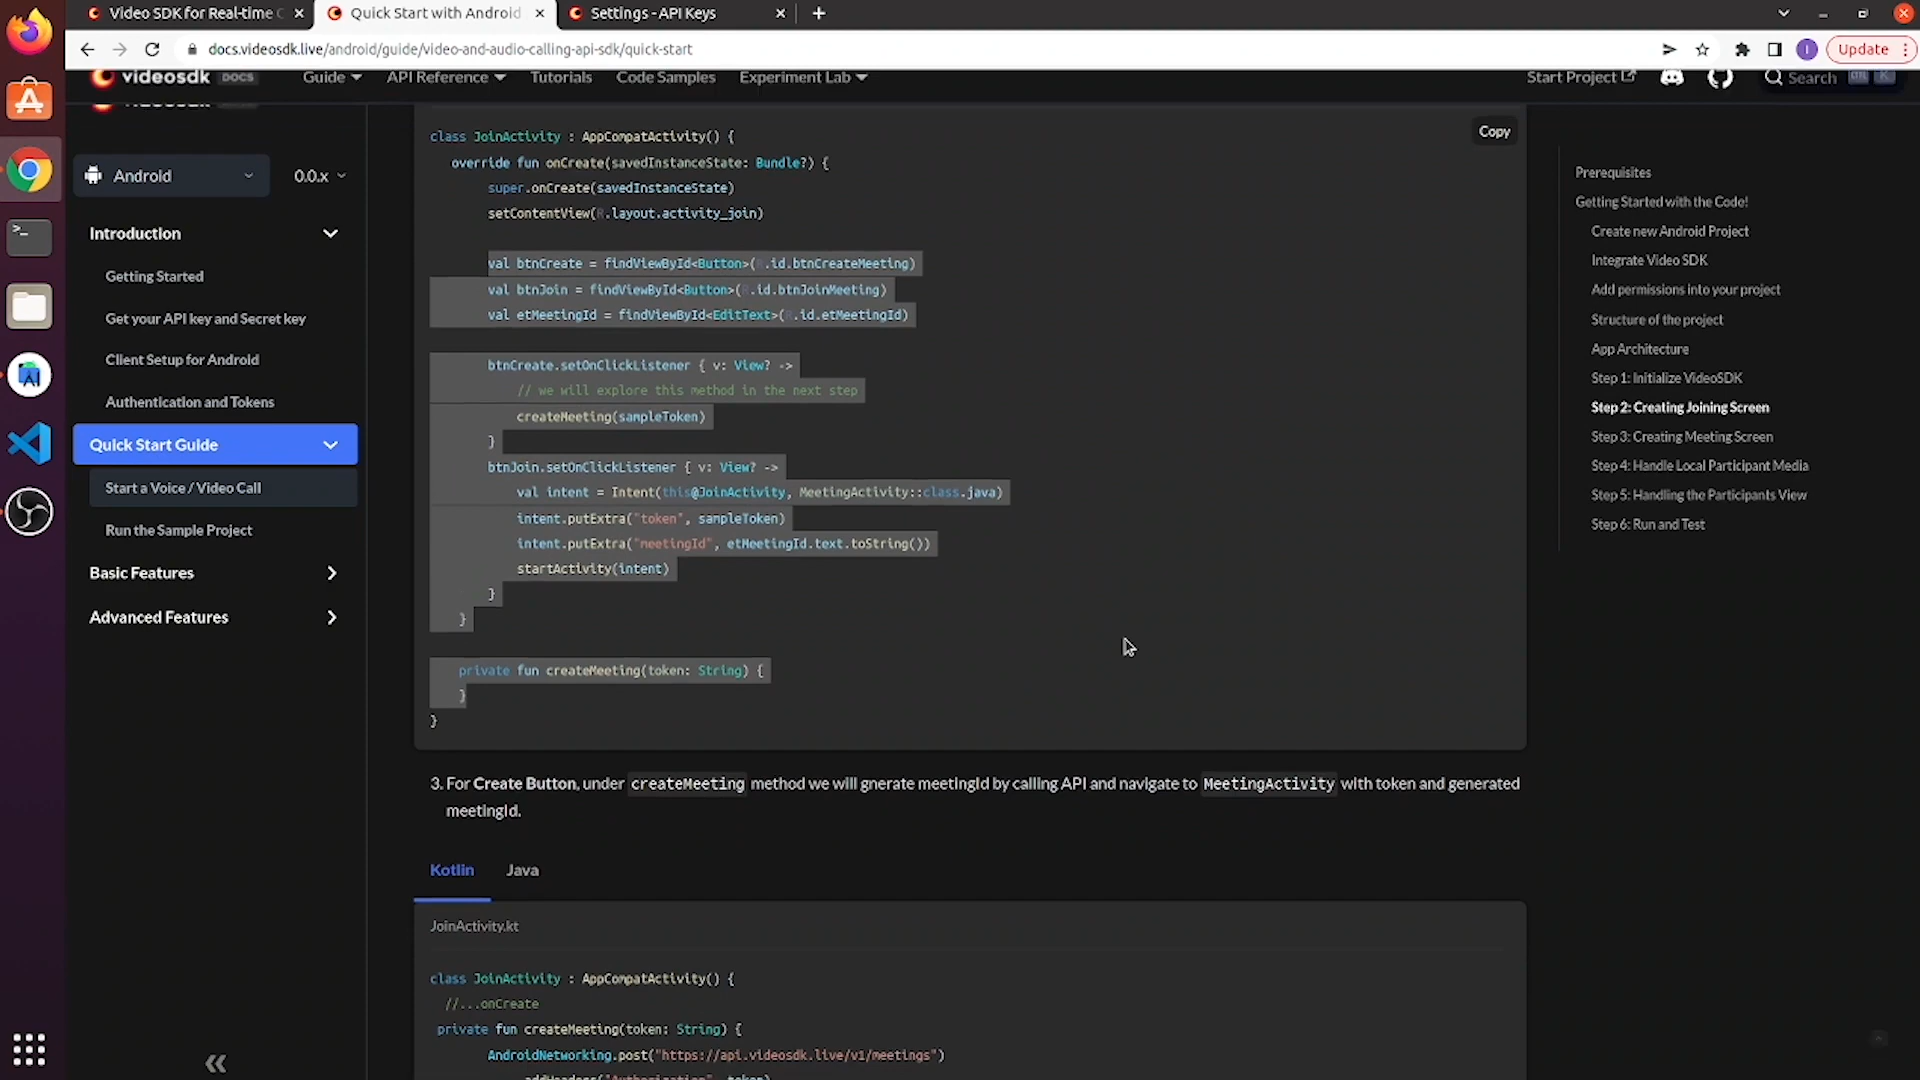 Video SDK for Real-time C
Quick Start with Android
Settings - API Keys
docs.videosdk.live/android/guide/video-and-audio-calling-api-sdk/quick-start
I
Update
videosdk DOCS
Guide
API Reference
Tutorials
Code Samples
Experiment Lab
Start Project
Search
Android
0.0.x
Introduction
Getting Started
Get your API key and Secret key
Client Setup for Android
Authentication and Tokens
Quick Start Guide
Start a Voice / Video Call
Run the Sample Project
Basic Features
Advanced Features
Copy
class JoinActivity : AppCompatActivity() {
override fun onCreate(savedInstanceState: Bundle?) {
super.onCreate(savedInstanceState)
setContentView(R.layout.activity_join)
val btnCreate = findViewById<Button>(R.id.btnCreateMeeting)
val btnJoin = findViewById<Button>(R.id.btnJoinMeeting)
val etMeetingId = findViewById<EditText>(R.id.etMeetingId)
btnCreate.setOnClickListener { v: View? ->
// we will explore this method in the next step
createMeeting(sampleToken)
}
btnJoin.setOnClickListener { v: View? ->
val intent = Intent(this@JoinActivity, MeetingActivity::class.java)
intent.putExtra("token", sampleToken)
intent.putExtra("meetingId", etMeetingId.text.toString())
startActivity(intent)
}
}
private fun createMeeting(token: String) {
}
}
3. For Create Button, under createMeeting method we will gnerate meetingId by calling API and navigate to MeetingActivity with token and generated
meetingId.
Kotlin
Java
JoinActivity.kt
class JoinActivity : AppCompatActivity() {
//...onCreate
private fun createMeeting(token: String) {
AndroidNetworking.post("https://api.videosdk.live/v1/meetings")
.addHeaders("Authorization", token)
Prerequisites
Getting Started with the Code!
Create new Android Project
Integrate Video SDK
Add permissions into your project
Structure of the project
App Architecture
Step 1: Initialize VideoSDK
Step 2: Creating Joining Screen
Step 3: Creating Meeting Screen
Step 4: Handle Local Participant Media
Step 5: Handling the Participants View
Step 6: Run and Test